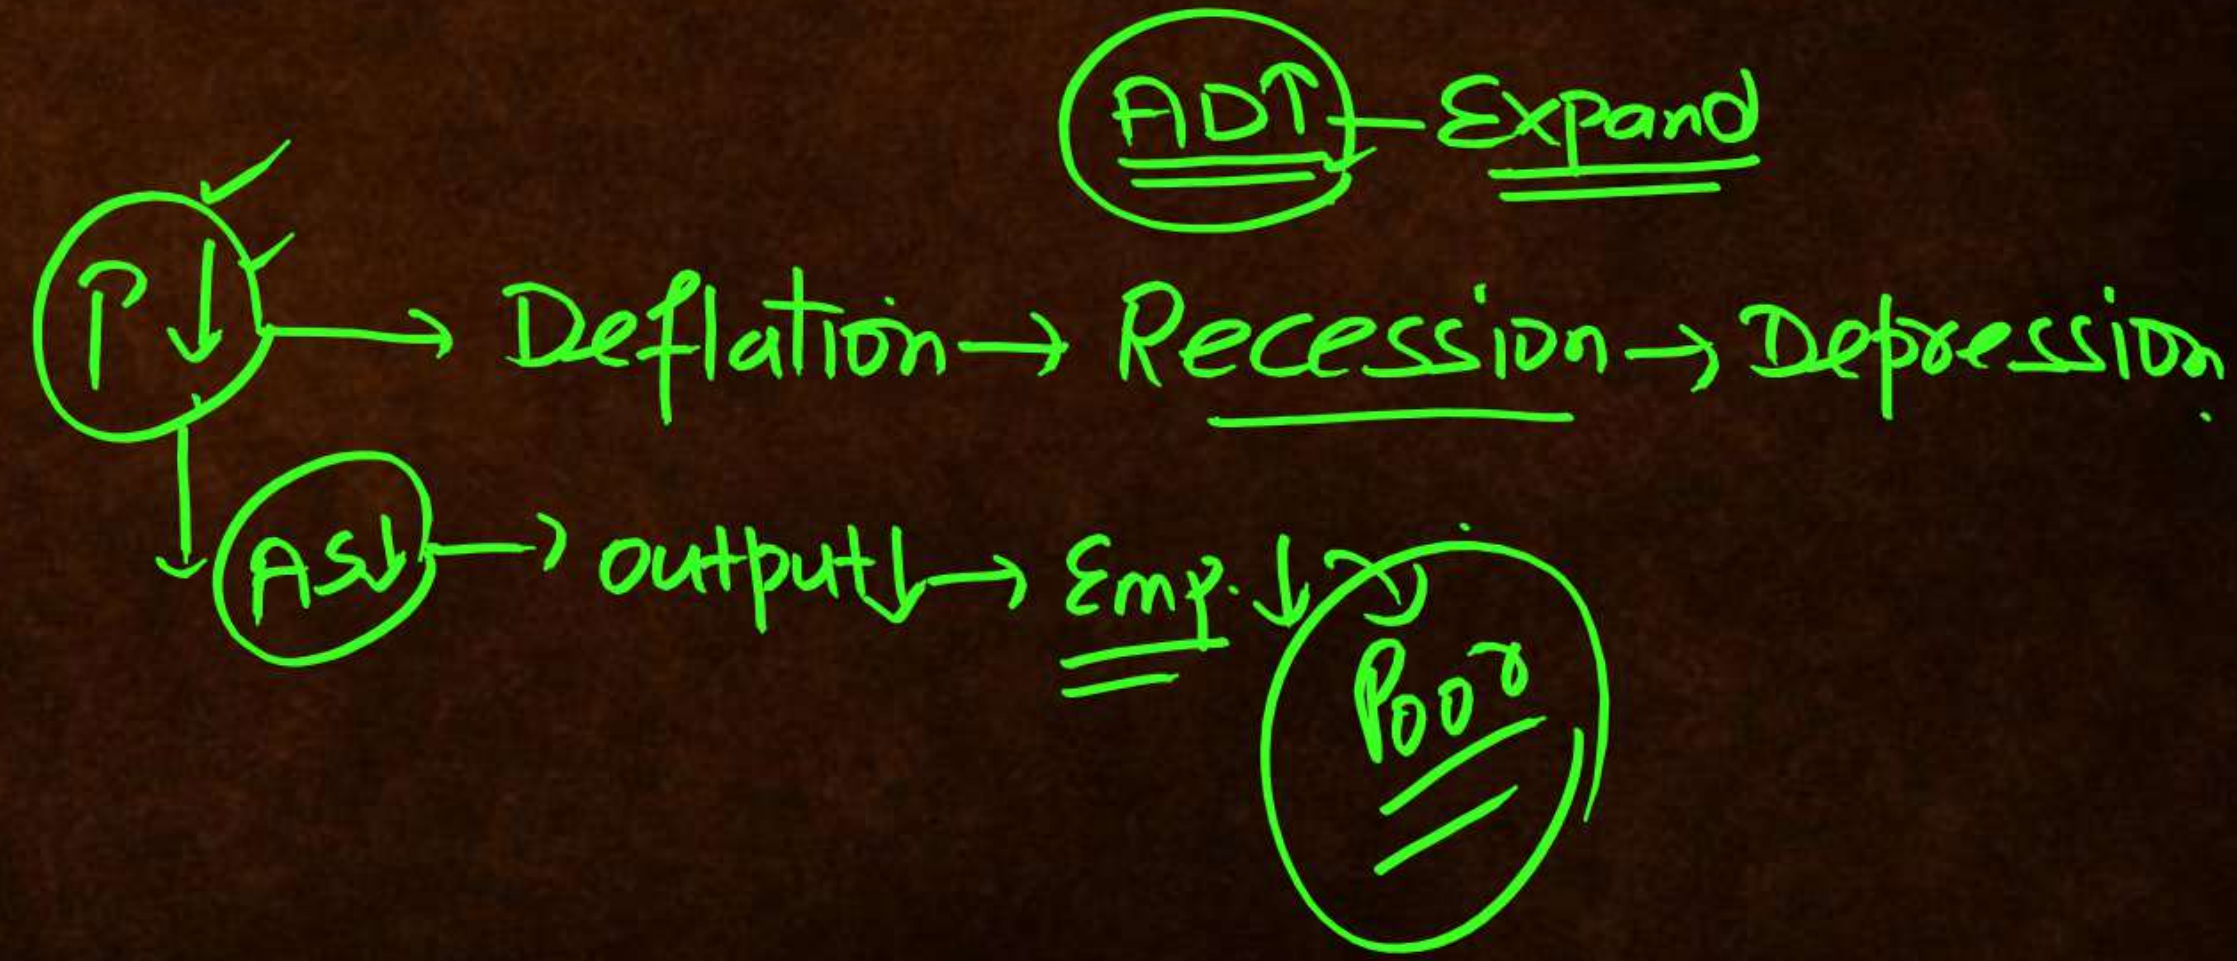 AD↑ — Expand
P↓ → Deflation → Recession → Depression.
AS↓ → output↓ → Emp.↓ → Poor